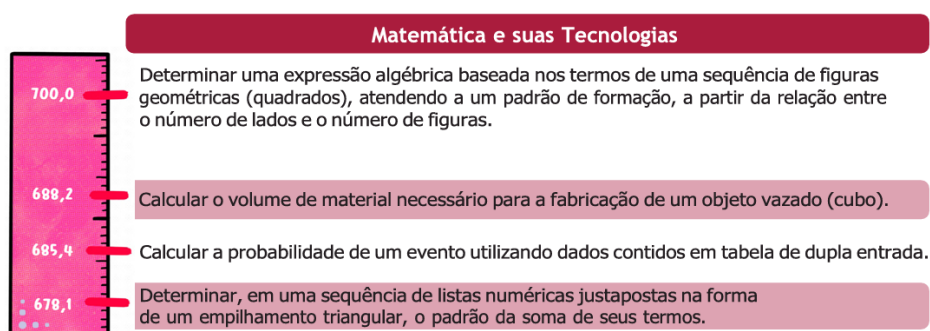 Matemática e suas Tecnologias
700,0
Determinar uma expressão algébrica baseada nos termos de uma sequência de figuras
geométricas (quadrados), atendendo a um padrão de formação, a partir da relação entre
o número de lados e o número de figuras.
688,2
Calcular o volume de material necessário para a fabricação de um objeto vazado (cubo).
685,4
Calcular a probabilidade de um evento utilizando dados contidos em tabela de dupla entrada.
678,1
Determinar, em uma sequência de listas numéricas justapostas na forma
de um empilhamento triangular, o padrão da soma de seus termos.